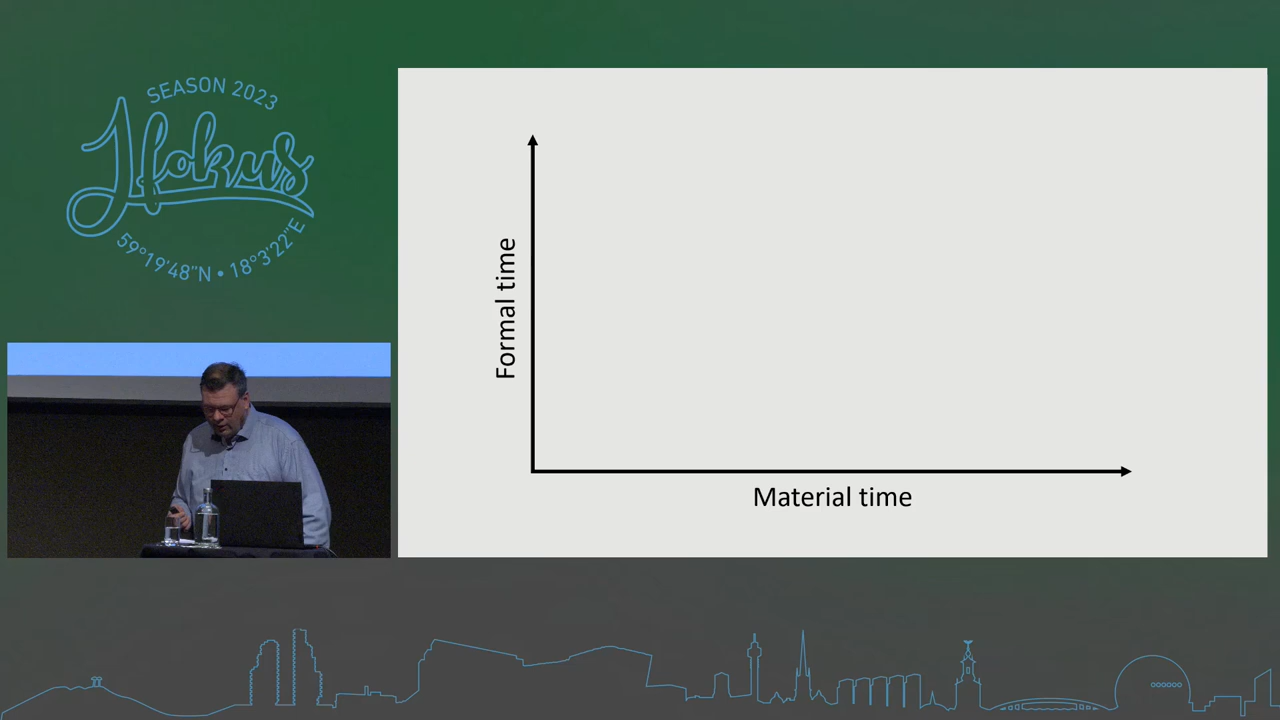 SEASON 2023
Jfokus
59°19'48"N • 18°3'22"E
Formal time
Material time